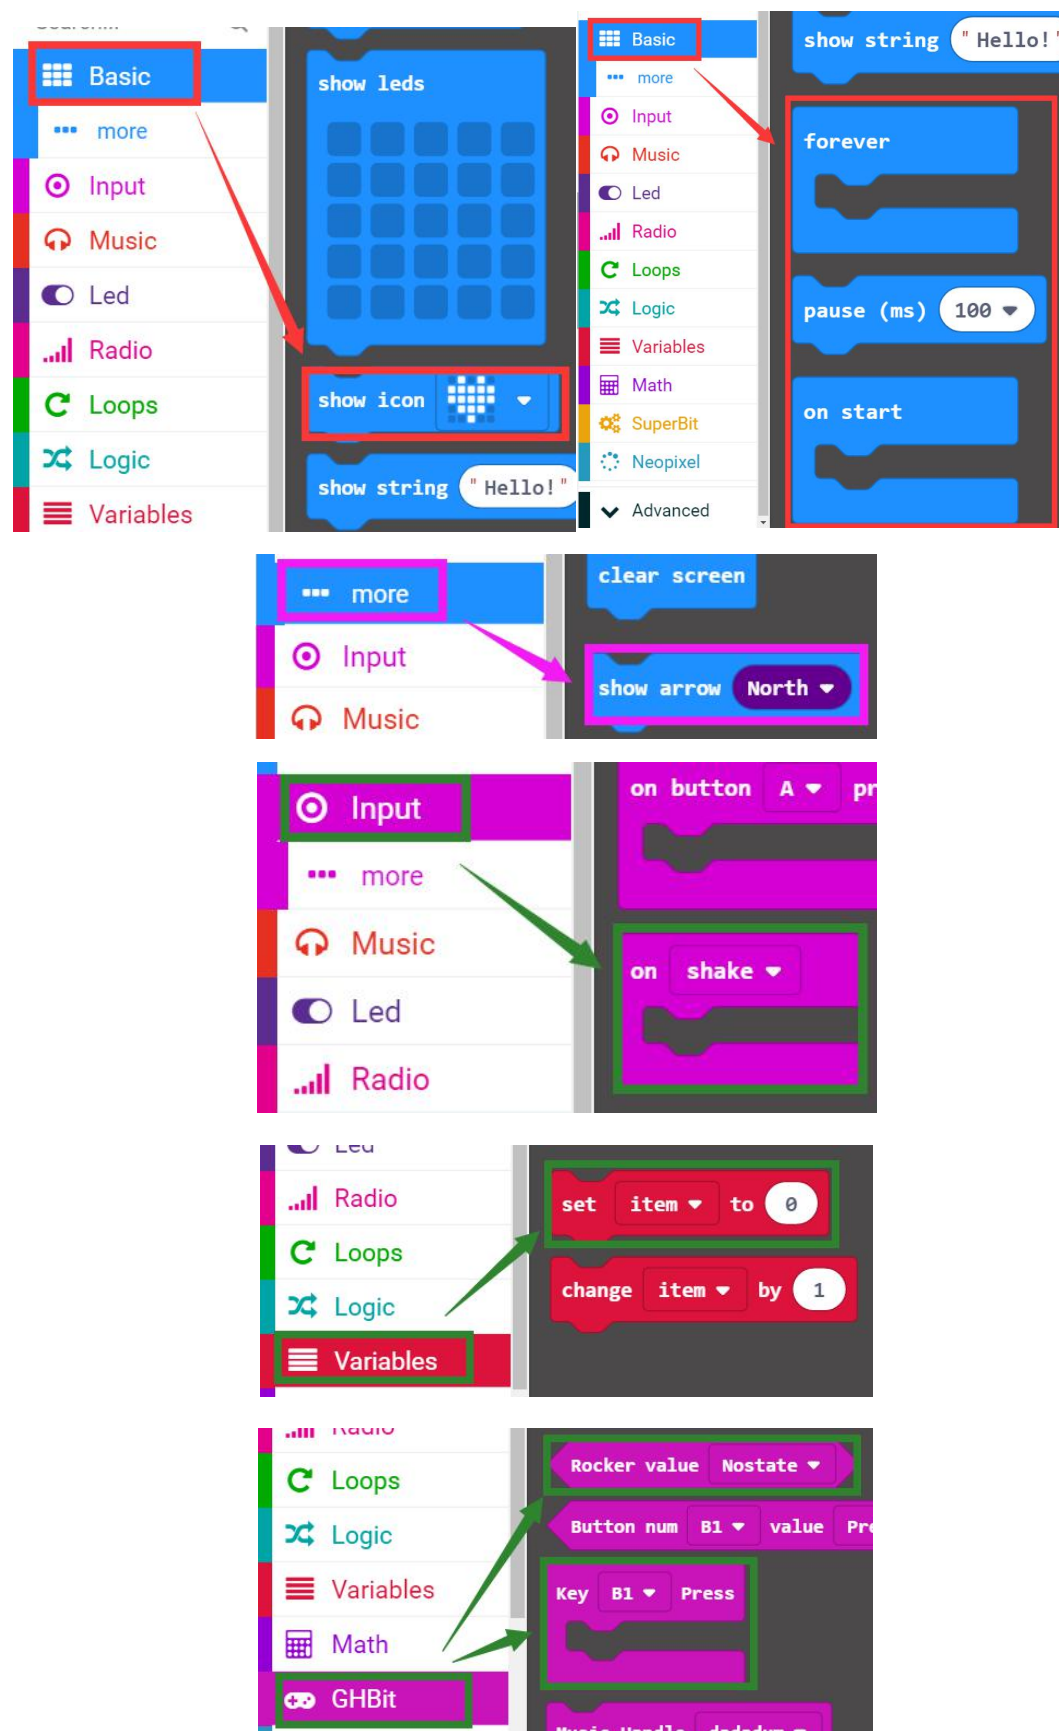 Basic
more
Input
Music
Led
Radio
Loops
Logic
Variables
show leds
show icon
show string "Hello!"
Basic
more
Input
Music
Led
Radio
Loops
Logic
Variables
Math
SuperBit
Neopixel
Advanced
show string "Hello!"
forever
pause (ms) 100
on start
more
Input
Music
clear screen
show arrow North
Input
more
Music
Led
Radio
on button A pr
on shake
Led
Radio
Loops
Logic
Variables
set item to 0
change item by 1
Radio
Loops
Logic
Variables
Math
GHBit
Rocker value Nostate
Button num B1 value Pre
Key B1 Press